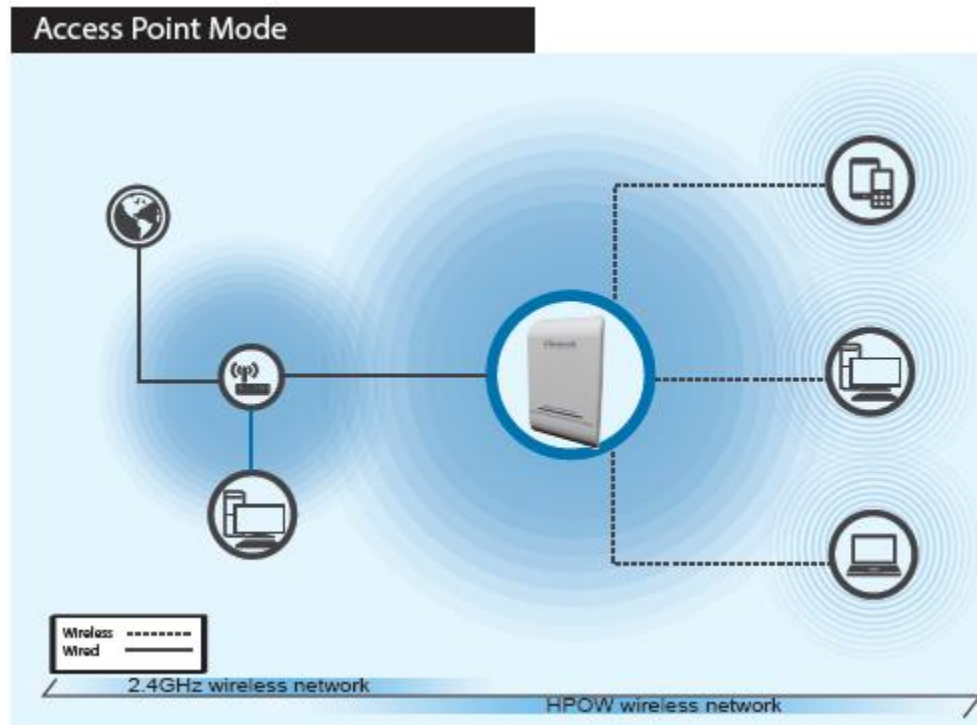 Access Point Mode
Wireless
Wired
2.4GHz wireless network
HPOW wireless network